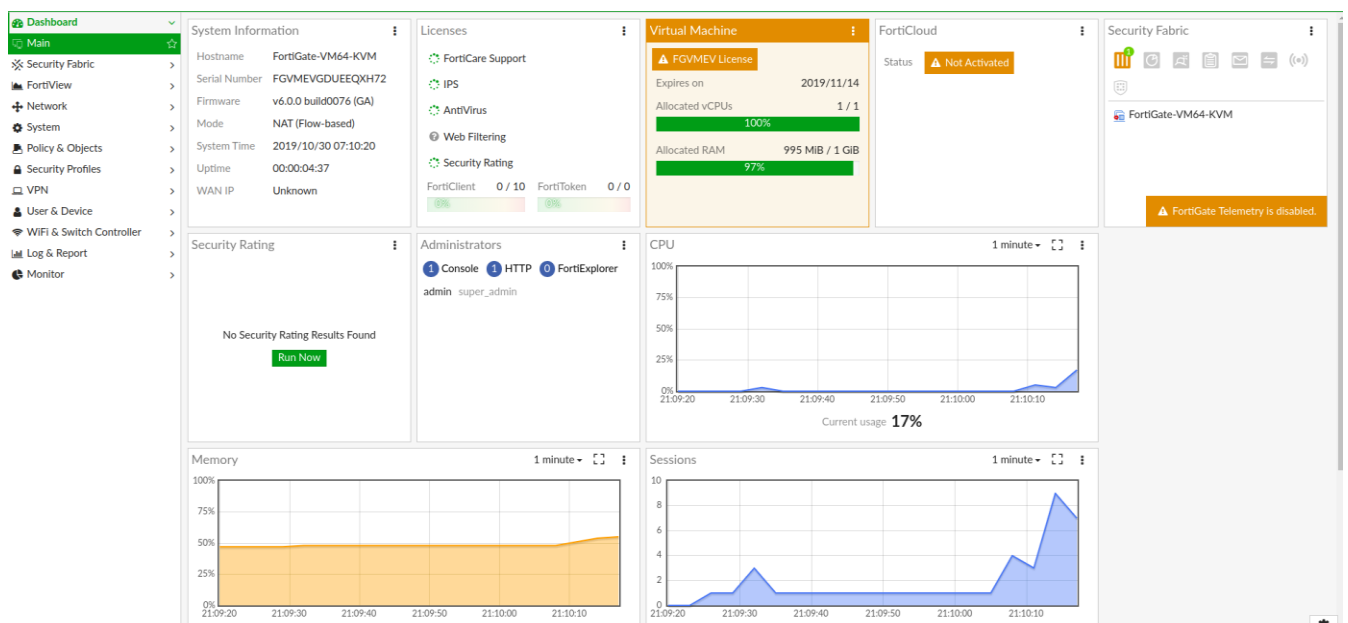 Dashboard
Main
Security Fabric
FortiView
Network
System
Policy & Objects
Security Profiles
VPN
User & Device
WiFi & Switch Controller
Log & Report
Monitor
System Information
Hostname FortiGate-VM64-KVM
Serial Number FGVMEVGDUEEQXH72
Firmware v6.0.0 build0076 (GA)
Mode NAT (Flow-based)
System Time 2019/10/30 07:10:20
Uptime 00:00:04:37
WAN IP Unknown
Licenses
FortiCare Support
IPS
AntiVirus
Web Filtering
Security Rating
FortiClient 0 / 10 FortiToken 0 / 0
0% 0%
Virtual Machine
FGVMEV License
Expires on 2019/11/14
Allocated vCPUs 1 / 1
100%
Allocated RAM 995 MiB / 1 GiB
97%
FortiCloud
Status Not Activated
Security Fabric
1
FortiGate-VM64-KVM
FortiGate Telemetry is disabled.
Security Rating
No Security Rating Results Found
Run Now
Administrators
1 Console 1 HTTP 0 FortiExplorer
admin super_admin
CPU 1 minute
100%
75%
50%
25%
0%
21:09:20 21:09:30 21:09:40 21:09:50 21:10:00 21:10:10
Current usage 17%
Memory 1 minute
100%
75%
50%
25%
0%
21:09:20 21:09:30 21:09:40 21:09:50 21:10:00 21:10:10
Sessions 1 minute
10
8
6
4
2
0
21:09:20 21:09:30 21:09:40 21:09:50 21:10:00 21:10:10